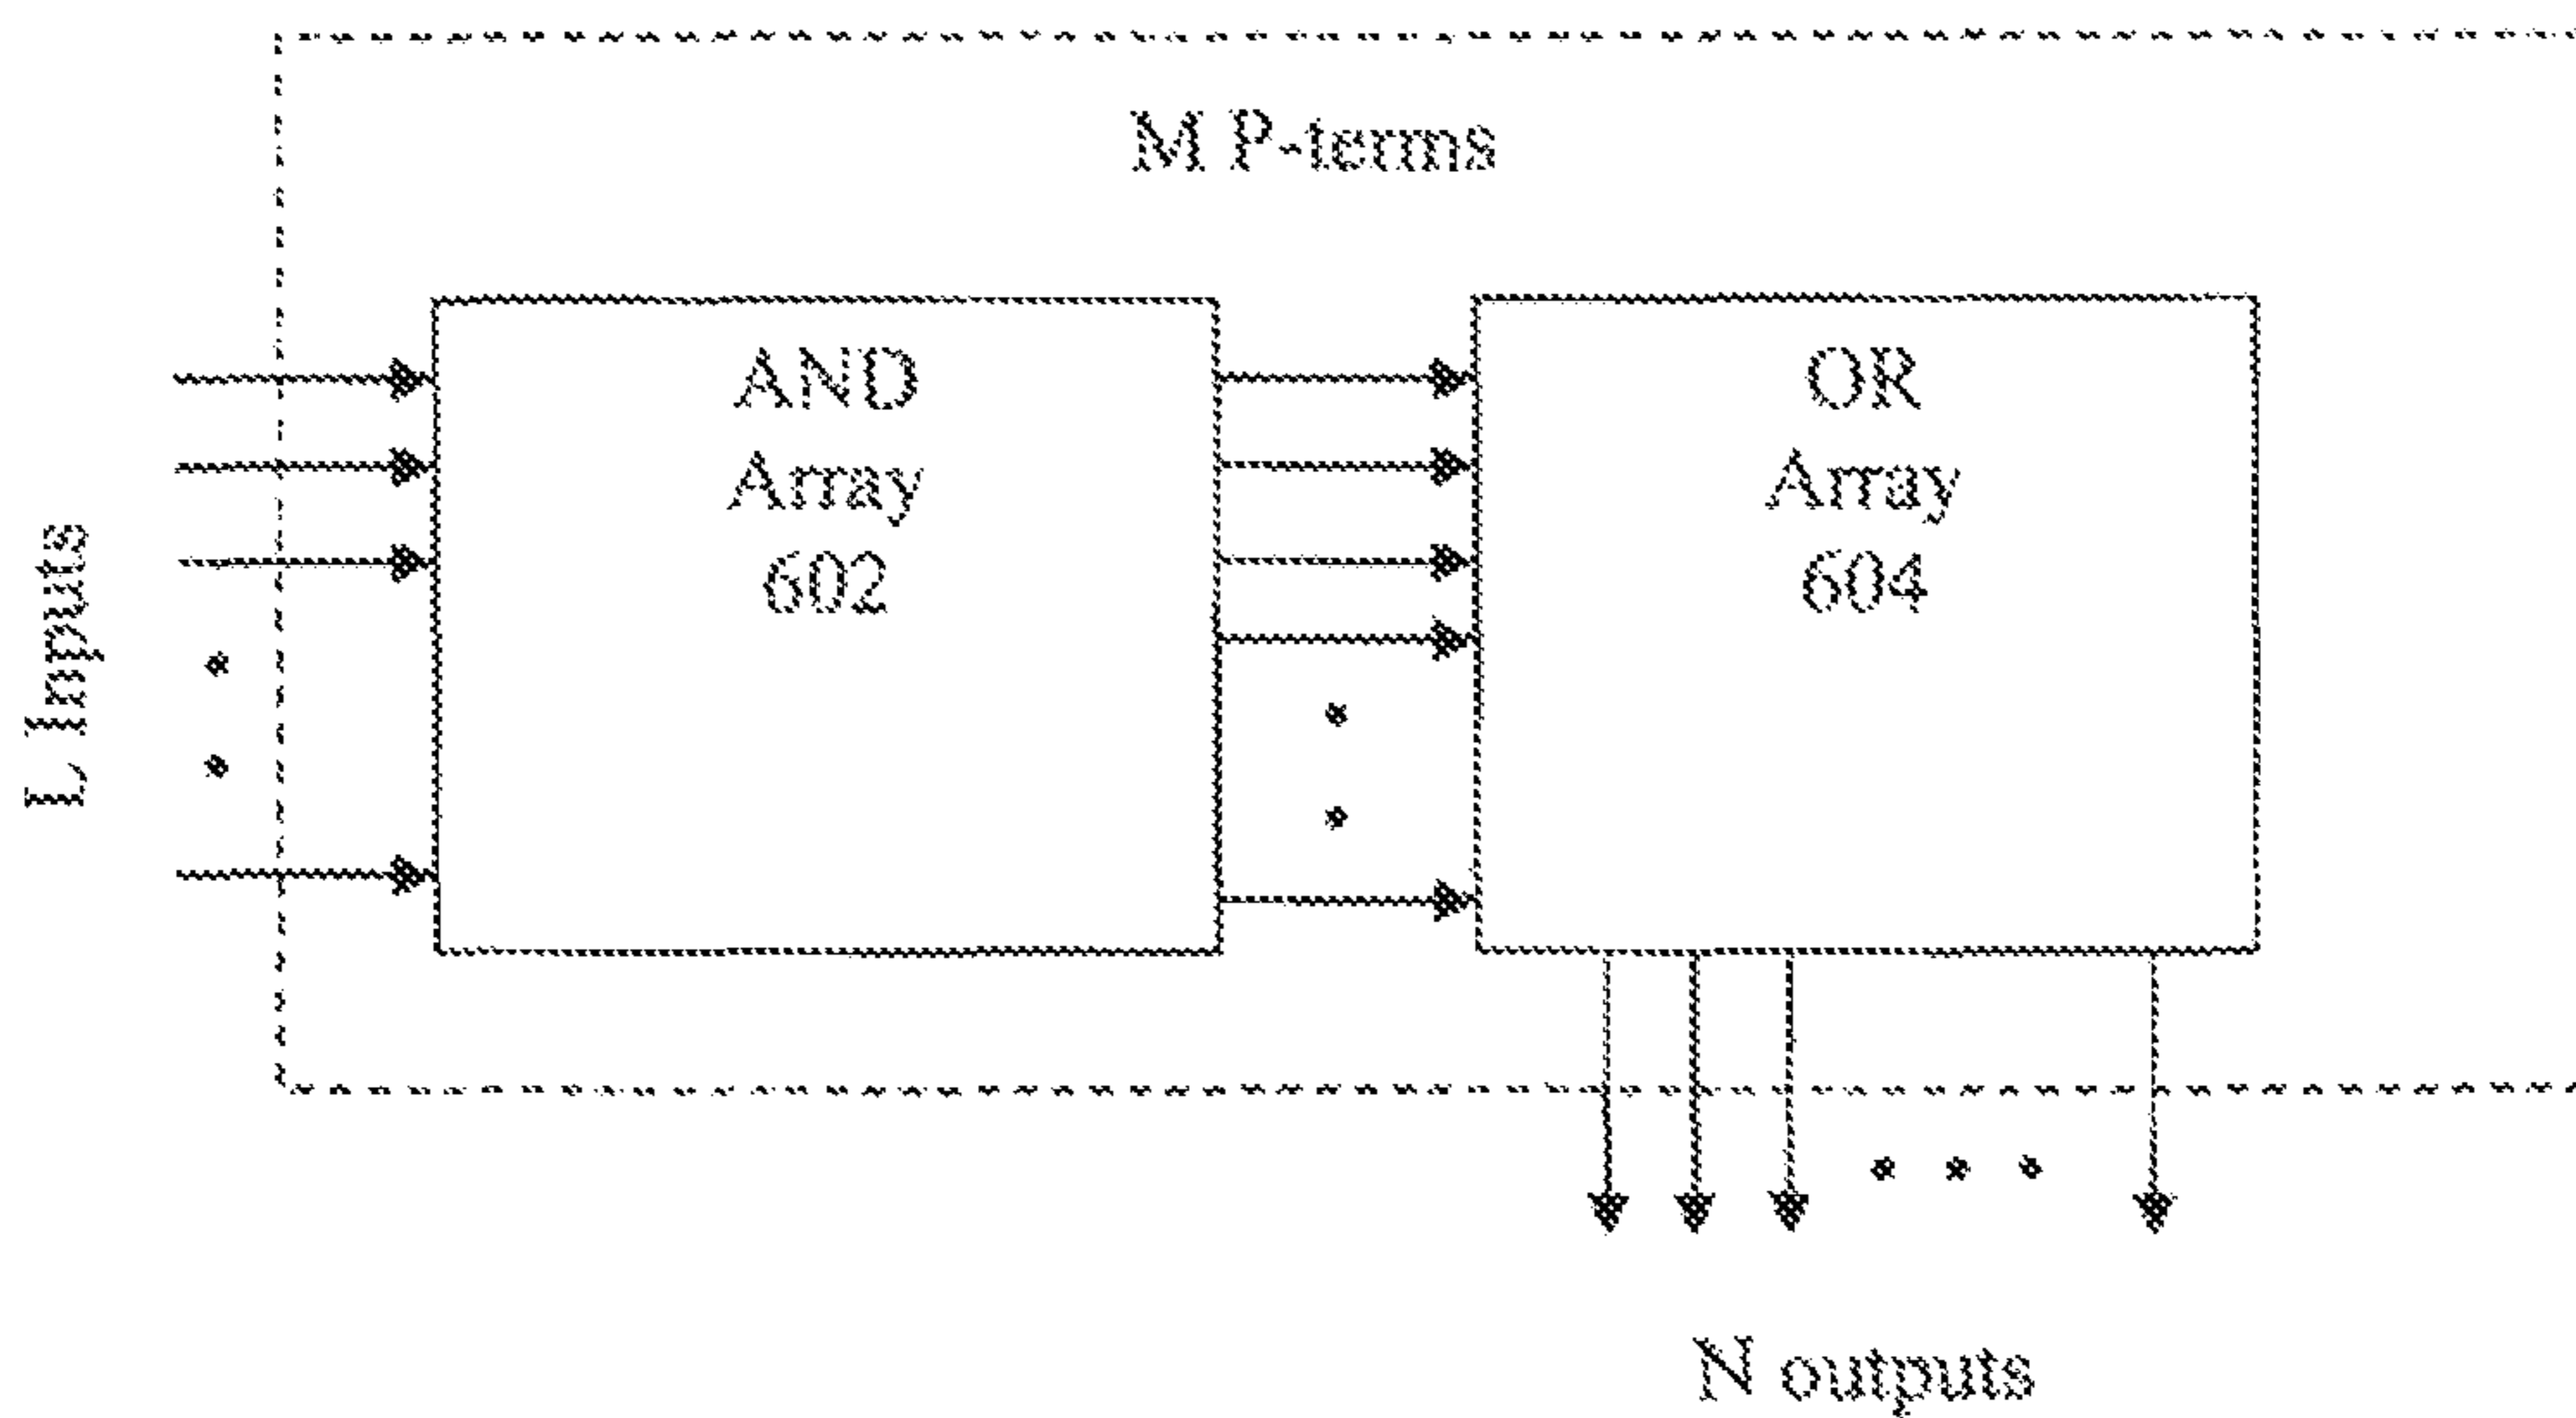 M P-terms
L Inputs
AND
Array
602
OR
Array
604
N outputs